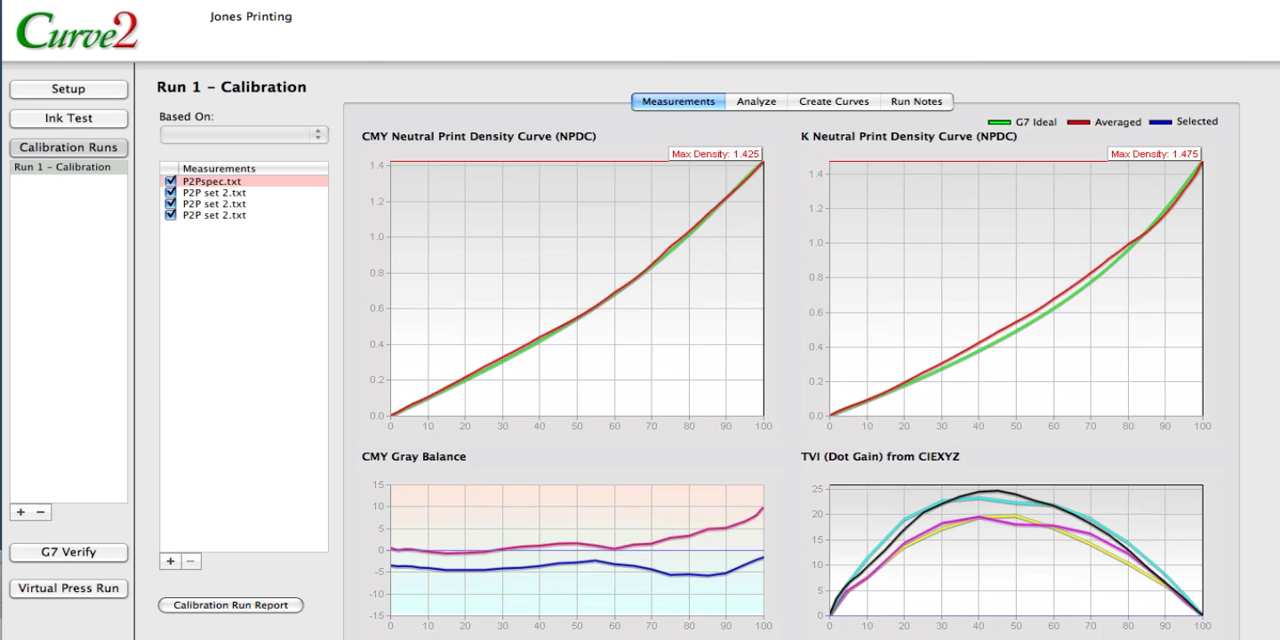 Curve2
Jones Printing
Setup
Ink Test
Calibration Runs
Run 1 - Calibration
+ -
G7 Verify
Virtual Press Run
Run 1 - Calibration
Based On:
Measurements
P2Pspec.txt
P2P set 2.txt
P2P set 2.txt
P2P set 2.txt
+ -
Calibration Run Report
Measurements Analyze Create Curves Run Notes
G7 Ideal Averaged Selected
CMY Neutral Print Density Curve (NPDC)
Max Density: 1.425
1.4
1.2
1.0
0.8
0.6
0.4
0.2
0.0
0 10 20 30 40 50 60 70 80 90 100
K Neutral Print Density Curve (NPDC)
Max Density: 1.475
1.4
1.2
1.0
0.8
0.6
0.4
0.2
0.0
0 10 20 30 40 50 60 70 80 90 100
CMY Gray Balance
15
10
5
0
-5
-10
-15
0 10 20 30 40 50 60 70 80 90 100
TVI (Dot Gain) from CIEXYZ
25
20
15
10
5
0
0 10 20 30 40 50 60 70 80 90 100